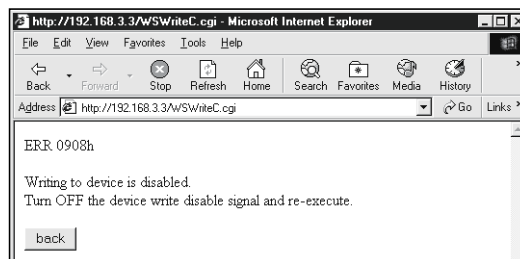 http://192.168.3.3/WSWriteC.cgi - Microsoft Internet Explorer
File Edit View Favorites Tools Help
Back Forward Stop Refresh Home Search Favorites Media History »
Address http://192.168.3.3/WSWriteC.cgi Go Links »
ERR 0908h
Writing to device is disabled.
Turn OFF the device write disable signal and re-execute.
back